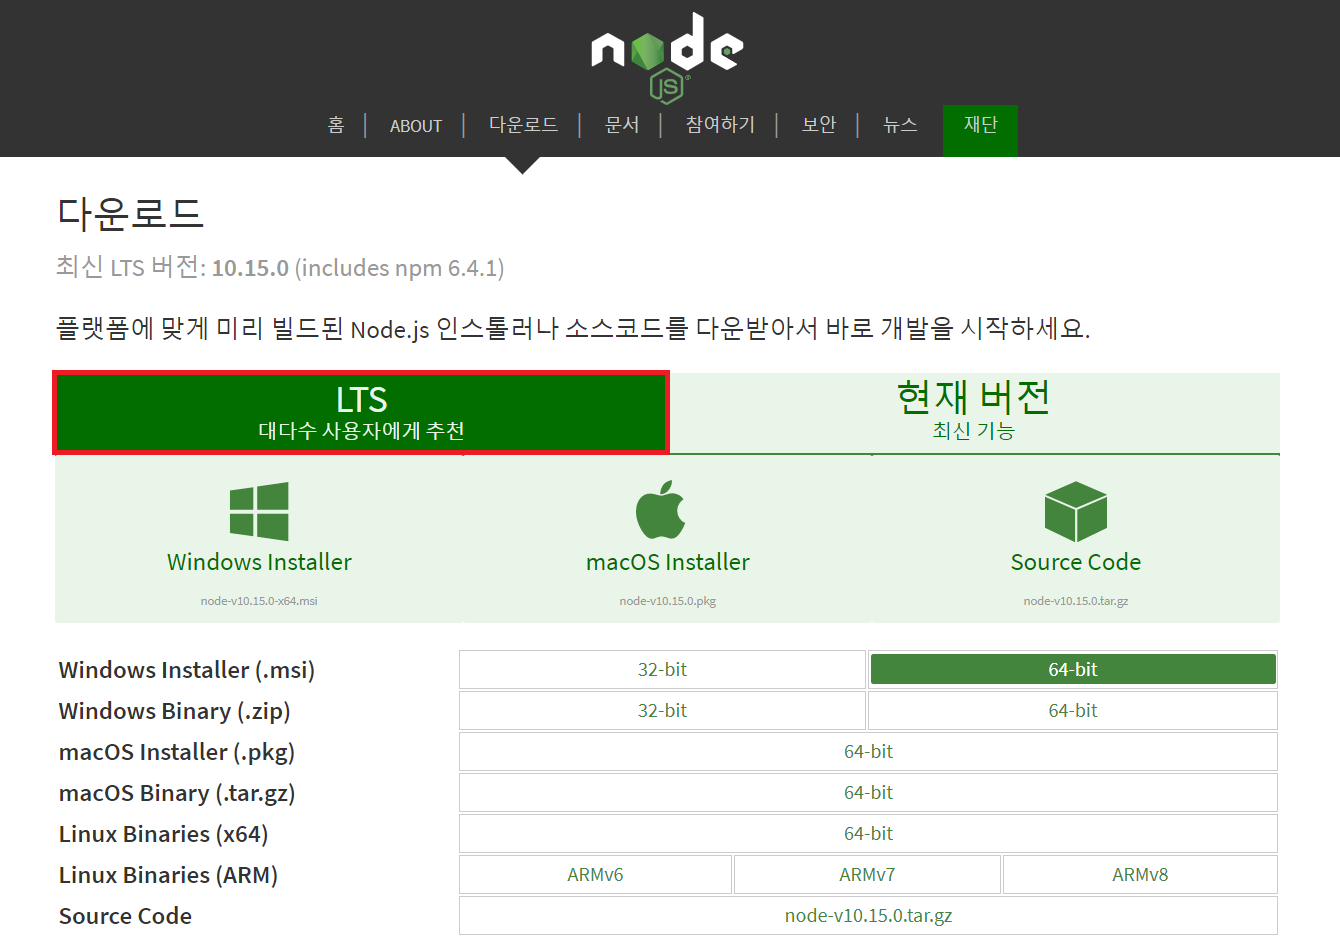 node
JS®
홈 | ABOUT | 다운로드 | 문서 | 참여하기 | 보안 | 뉴스 재단
다운로드
최신 LTS 버전: 10.15.0 (includes npm 6.4.1)
플랫폼에 맞게 미리 빌드된 Node.js 인스톨러나 소스코드를 다운받아서 바로 개발을 시작하세요.
LTS
대다수 사용자에게 추천
현재 버전
최신 기능
Windows Installer
node-v10.15.0-x64.msi
macOS Installer
node-v10.15.0.pkg
Source Code
node-v10.15.0.tar.gz
Windows Installer (.msi) 32-bit 64-bit
Windows Binary (.zip) 32-bit 64-bit
macOS Installer (.pkg) 64-bit
macOS Binary (.tar.gz) 64-bit
Linux Binaries (x64) 64-bit
Linux Binaries (ARM) ARMv6 ARMv7 ARMv8
Source Code node-v10.15.0.tar.gz